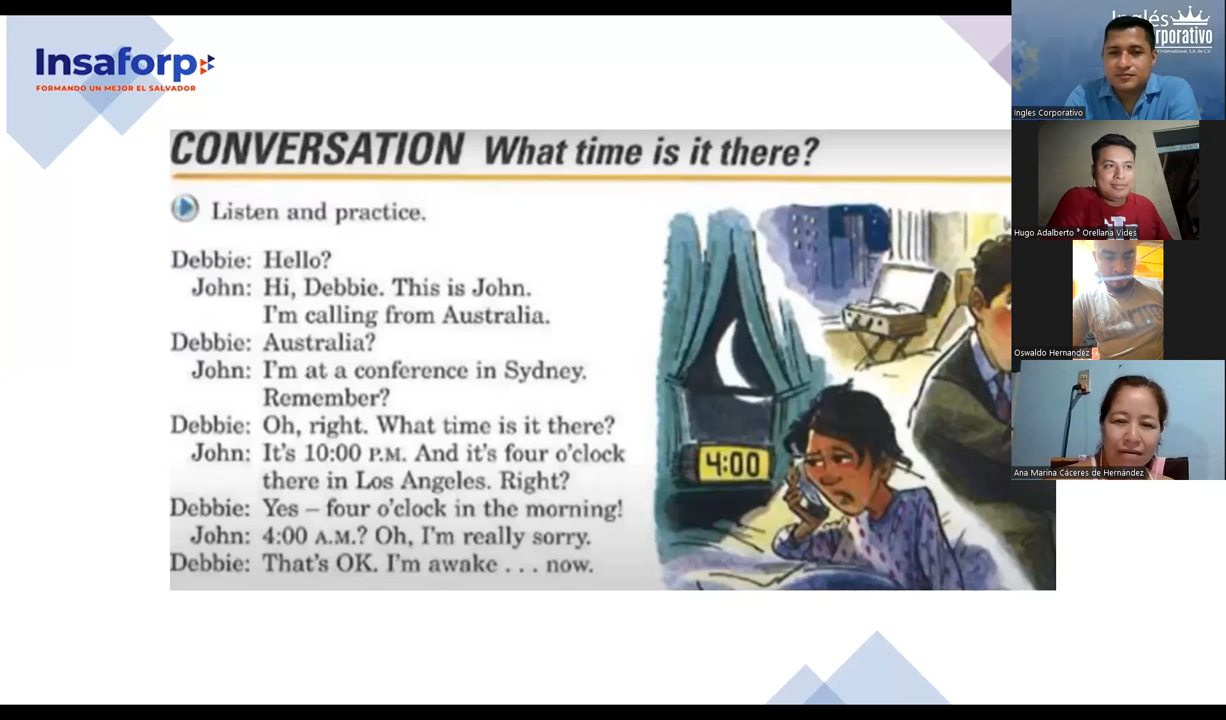 Insaforp
FORMANDO UN MEJOR EL SALVADOR
CONVERSATION What time is it there?
Listen and practice.
Debbie: Hello?
John: Hi, Debbie. This is John.
I'm calling from Australia.
Debbie: Australia?
John: I'm at a conference in Sydney.
Remember?
Debbie: Oh, right. What time is it there?
John: It's 10:00 P.M. And it's four o'clock
there in Los Angeles. Right?
Debbie: Yes – four o'clock in the morning!
John: 4:00 A.M.? Oh, I'm really sorry.
Debbie: That's OK. I'm awake . . . now.
4:00
Inglés
Ingles Corporativo
Hugo Adalberto ° Orellana Vides
Oswaldo Hernandez
Ana Marina Cáceres de Hernández